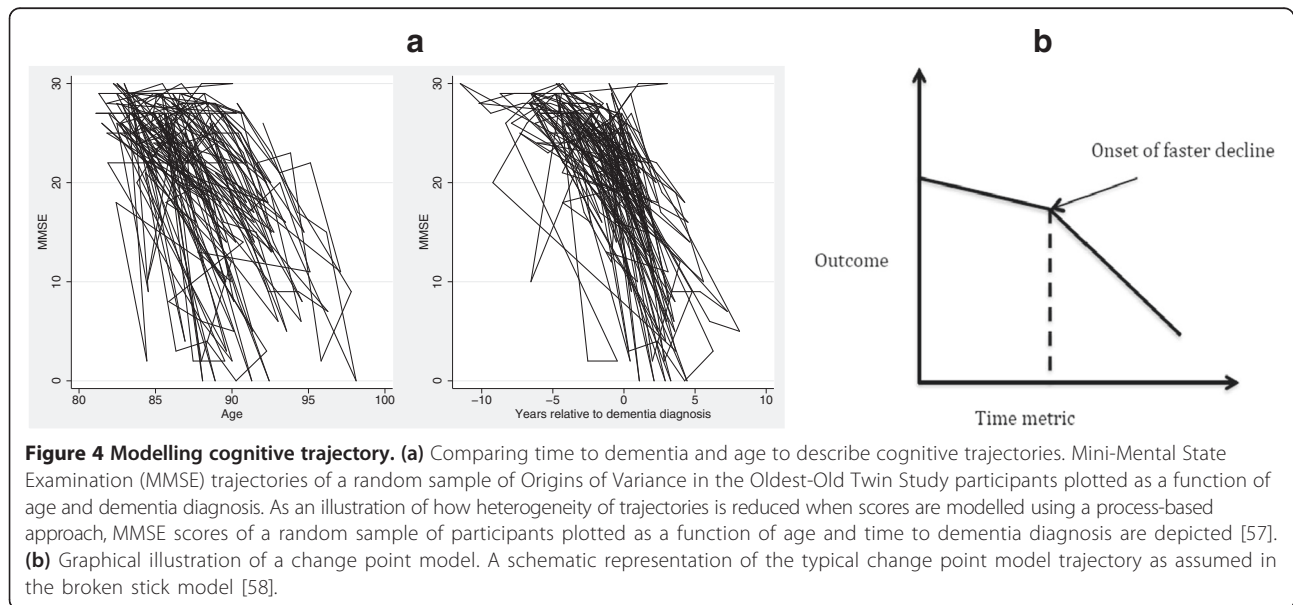 a
b
30
20
10
0
MMSE
80
85
90
95
100
Age
30
20
10
0
MMSE
−10
−5
0
5
10
Years relative to dementia diagnosis
Onset of faster decline
Outcome
Time metric
Figure 4 Modelling cognitive trajectory. (a) Comparing time to dementia and age to describe cognitive trajectories. Mini-Mental State
Examination (MMSE) trajectories of a random sample of Origins of Variance in the Oldest-Old Twin Study participants plotted as a function of
age and dementia diagnosis. As an illustration of how heterogeneity of trajectories is reduced when scores are modelled using a process-based
approach, MMSE scores of a random sample of participants plotted as a function of age and time to dementia diagnosis are depicted [57].
(b) Graphical illustration of a change point model. A schematic representation of the typical change point model trajectory as assumed in
the broken stick model [58].